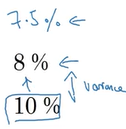 7.5% ←
8 % ←
variance
10 %